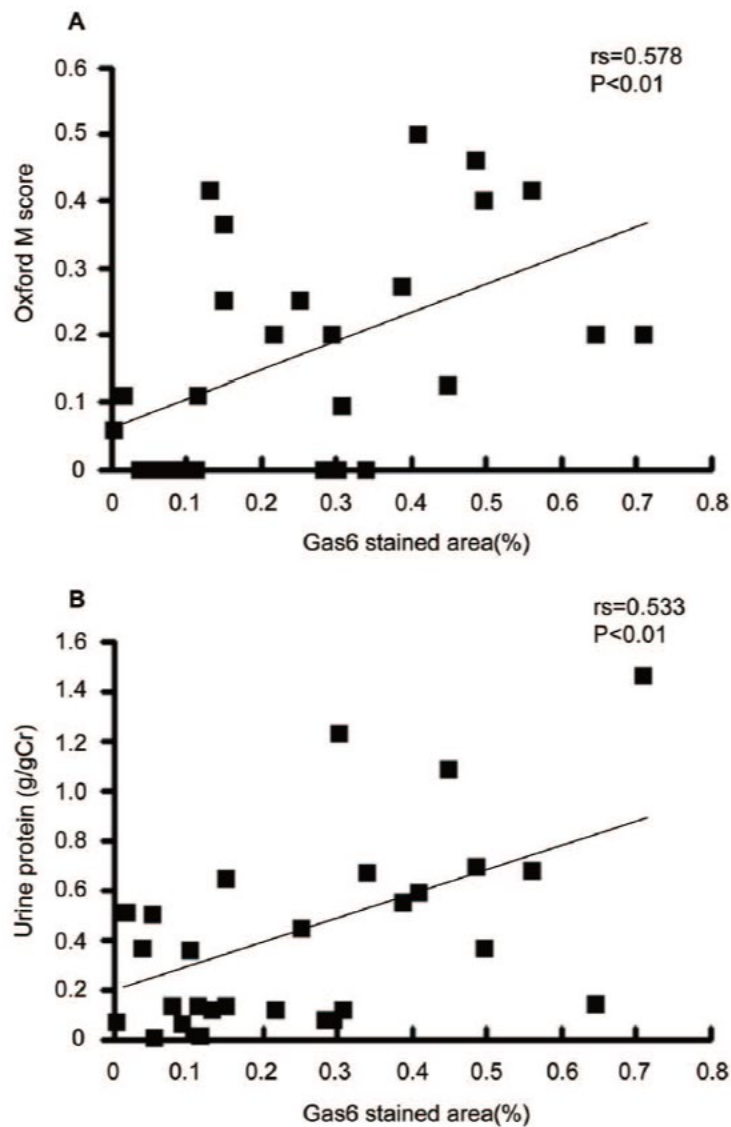 A
rs=0.578
P<0.01
0.6
0.5
0.4
0.3
0.2
0.1
0
Oxford M score
0 0.1 0.2 0.3 0.4 0.5 0.6 0.7 0.8
Gas6 stained area(%)
B
rs=0.533
P<0.01
1.6
1.4
1.2
1.0
0.8
0.6
0.4
0.2
0
Urine protein (g/gCr)
0 0.1 0.2 0.3 0.4 0.5 0.6 0.7 0.8
Gas6 stained area(%)